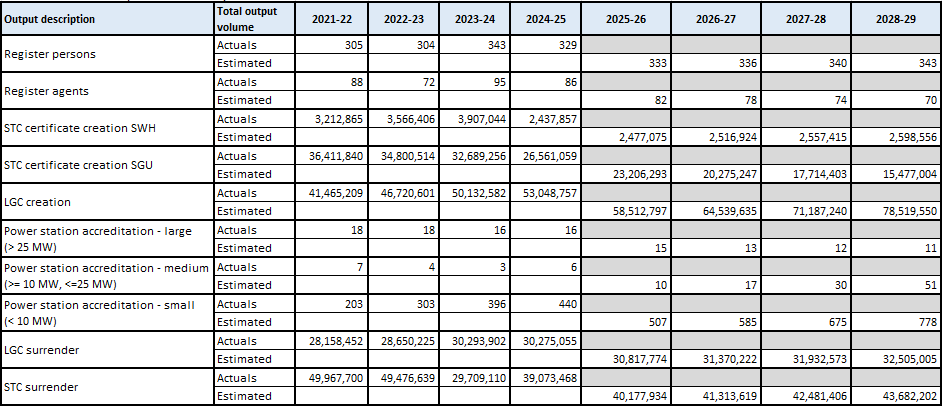 Output description Total output volume 2021-22 2022-23 2023-24 2024-25 2025-26 2026-27 2027-28 2028-29
Register persons Actuals 305 304 343 329
Estimated 333 336 340 343
Register agents Actuals 88 72 95 86
Estimated 82 78 74 70
STC certificate creation SWH Actuals 3,212,865 3,566,406 3,907,044 2,437,857
Estimated 2,477,075 2,516,924 2,557,415 2,598,556
STC certificate creation SGU Actuals 36,411,840 34,800,514 32,689,256 26,561,059
Estimated 23,206,293 20,275,247 17,714,403 15,477,004
LGC creation Actuals 41,465,209 46,720,601 50,132,582 53,048,757
Estimated 58,512,797 64,539,635 71,187,240 78,519,550
Power station accreditation - large Actuals 18 18 16 16
(> 25 MW) Estimated 15 13 12 11
Power station accreditation - medium Actuals 7 4 3 6
(>= 10 MW, <=25 MW) Estimated 10 17 30 51
Power station accreditation - small Actuals 203 303 396 440
(< 10 MW) Estimated 507 585 675 778
LGC surrender Actuals 28,158,452 28,650,225 30,293,902 30,275,055
Estimated 30,817,774 31,370,222 31,932,573 32,505,005
STC surrender Actuals 49,967,700 49,476,639 29,709,110 39,073,468
Estimated 40,177,934 41,313,619 42,481,406 43,682,202